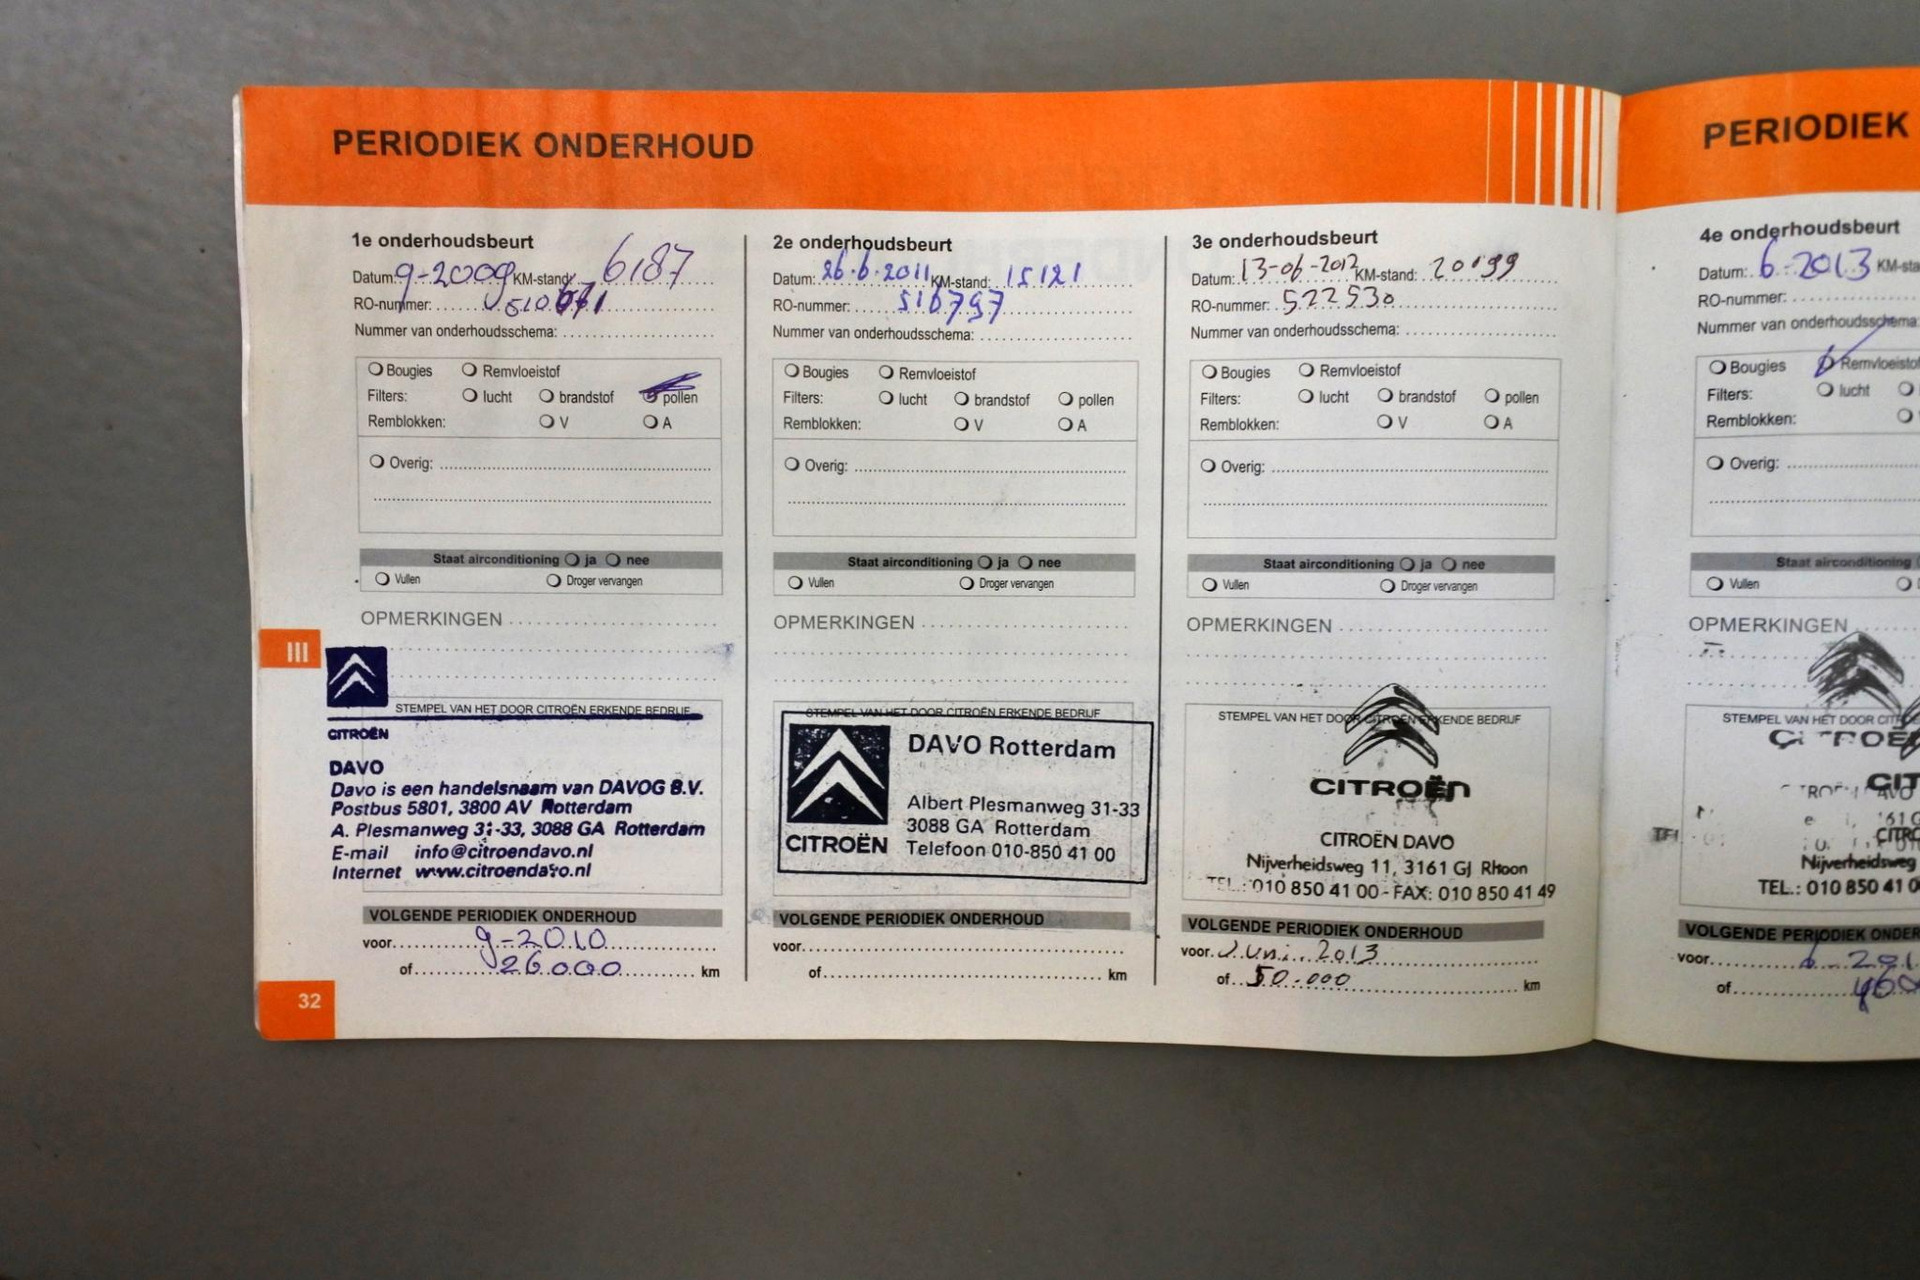 PERIODIEK ONDERHOUD
1e onderhoudsbeurt
Datum: 9-2009 KM-stand: 6187
RO-nummer:
Nummer van onderhoudsschema:
Bougies Remvloeistof
Filters: lucht brandstof pollen
Remblokken: V A
Overig:
Staat airconditioning ja nee
Vullen Droger vervangen
OPMERKINGEN
STEMPEL VAN HET DOOR CITROËN ERKENDE BEDRIJF
CITROËN
DAVO
Davo is een handelsnaam van DAVOG B.V.
Postbus 5801, 3800 AV Rotterdam
A. Plesmanweg 31-33, 3088 GA Rotterdam
E-mail info@citroendavo.nl
Internet www.citroendavo.nl
VOLGENDE PERIODIEK ONDERHOUD
voor 9-2010
of 26.000 km
III
32
2e onderhoudsbeurt
Datum: 26.6.2011 KM-stand: 15121
RO-nummer: 516797
Nummer van onderhoudsschema:
Bougies Remvloeistof
Filters: lucht brandstof pollen
Remblokken: V A
Overig:
Staat airconditioning ja nee
Vullen Droger vervangen
OPMERKINGEN
STEMPEL VAN HET DOOR CITROËN ERKENDE BEDRIJF
CITROËN
DAVO Rotterdam
Albert Plesmanweg 31-33
3088 GA Rotterdam
Telefoon 010-850 41 00
VOLGENDE PERIODIEK ONDERHOUD
voor
of km
3e onderhoudsbeurt
Datum: 13-06-2012 KM-stand: 20199
RO-nummer: 522530
Nummer van onderhoudsschema:
Bougies Remvloeistof
Filters: lucht brandstof pollen
Remblokken: V A
Overig:
Staat airconditioning ja nee
Vullen Droger vervangen
OPMERKINGEN
STEMPEL VAN HET DOOR CITROËN ERKENDE BEDRIJF
CITROËN
CITROËN DAVO
Nijverheidsweg 11, 3161 GJ Rhoon
TEL.: 010 850 41 00 - FAX: 010 850 41 49
VOLGENDE PERIODIEK ONDERHOUD
voor Juni 2013
of 50.000 km
PERIODIEK
4e onderhoudsbeurt
Datum: 6-2013 KM-sta
RO-nummer:
Nummer van onderhoudsschema:
Bougies Remvloeistof
Filters: lucht
Remblokken:
Overig:
Staat airconditioning
Vullen
OPMERKINGEN
STEMPEL VAN HET DOOR
Nijverheidsweg
TEL.: 010 850 41 0
VOLGENDE PERIODIEK ONDER
voor
of